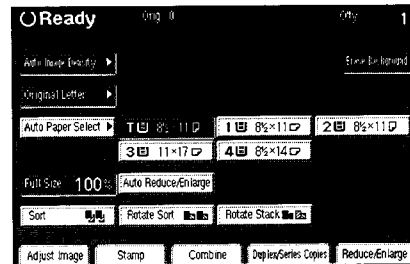 Ready Orig. 0 Qty. 1
Auto Image Density Erase Background
Original Letter
Auto Paper Select 8½×11 1 8½×11 2 8½×11
3 11×17 4 8½×14
Full Size 100% Auto Reduce/Enlarge
Sort Rotate Sort Rotate Stack
Adjust Image Stamp Combine Duplex/Series Copies Reduce/Enlarge